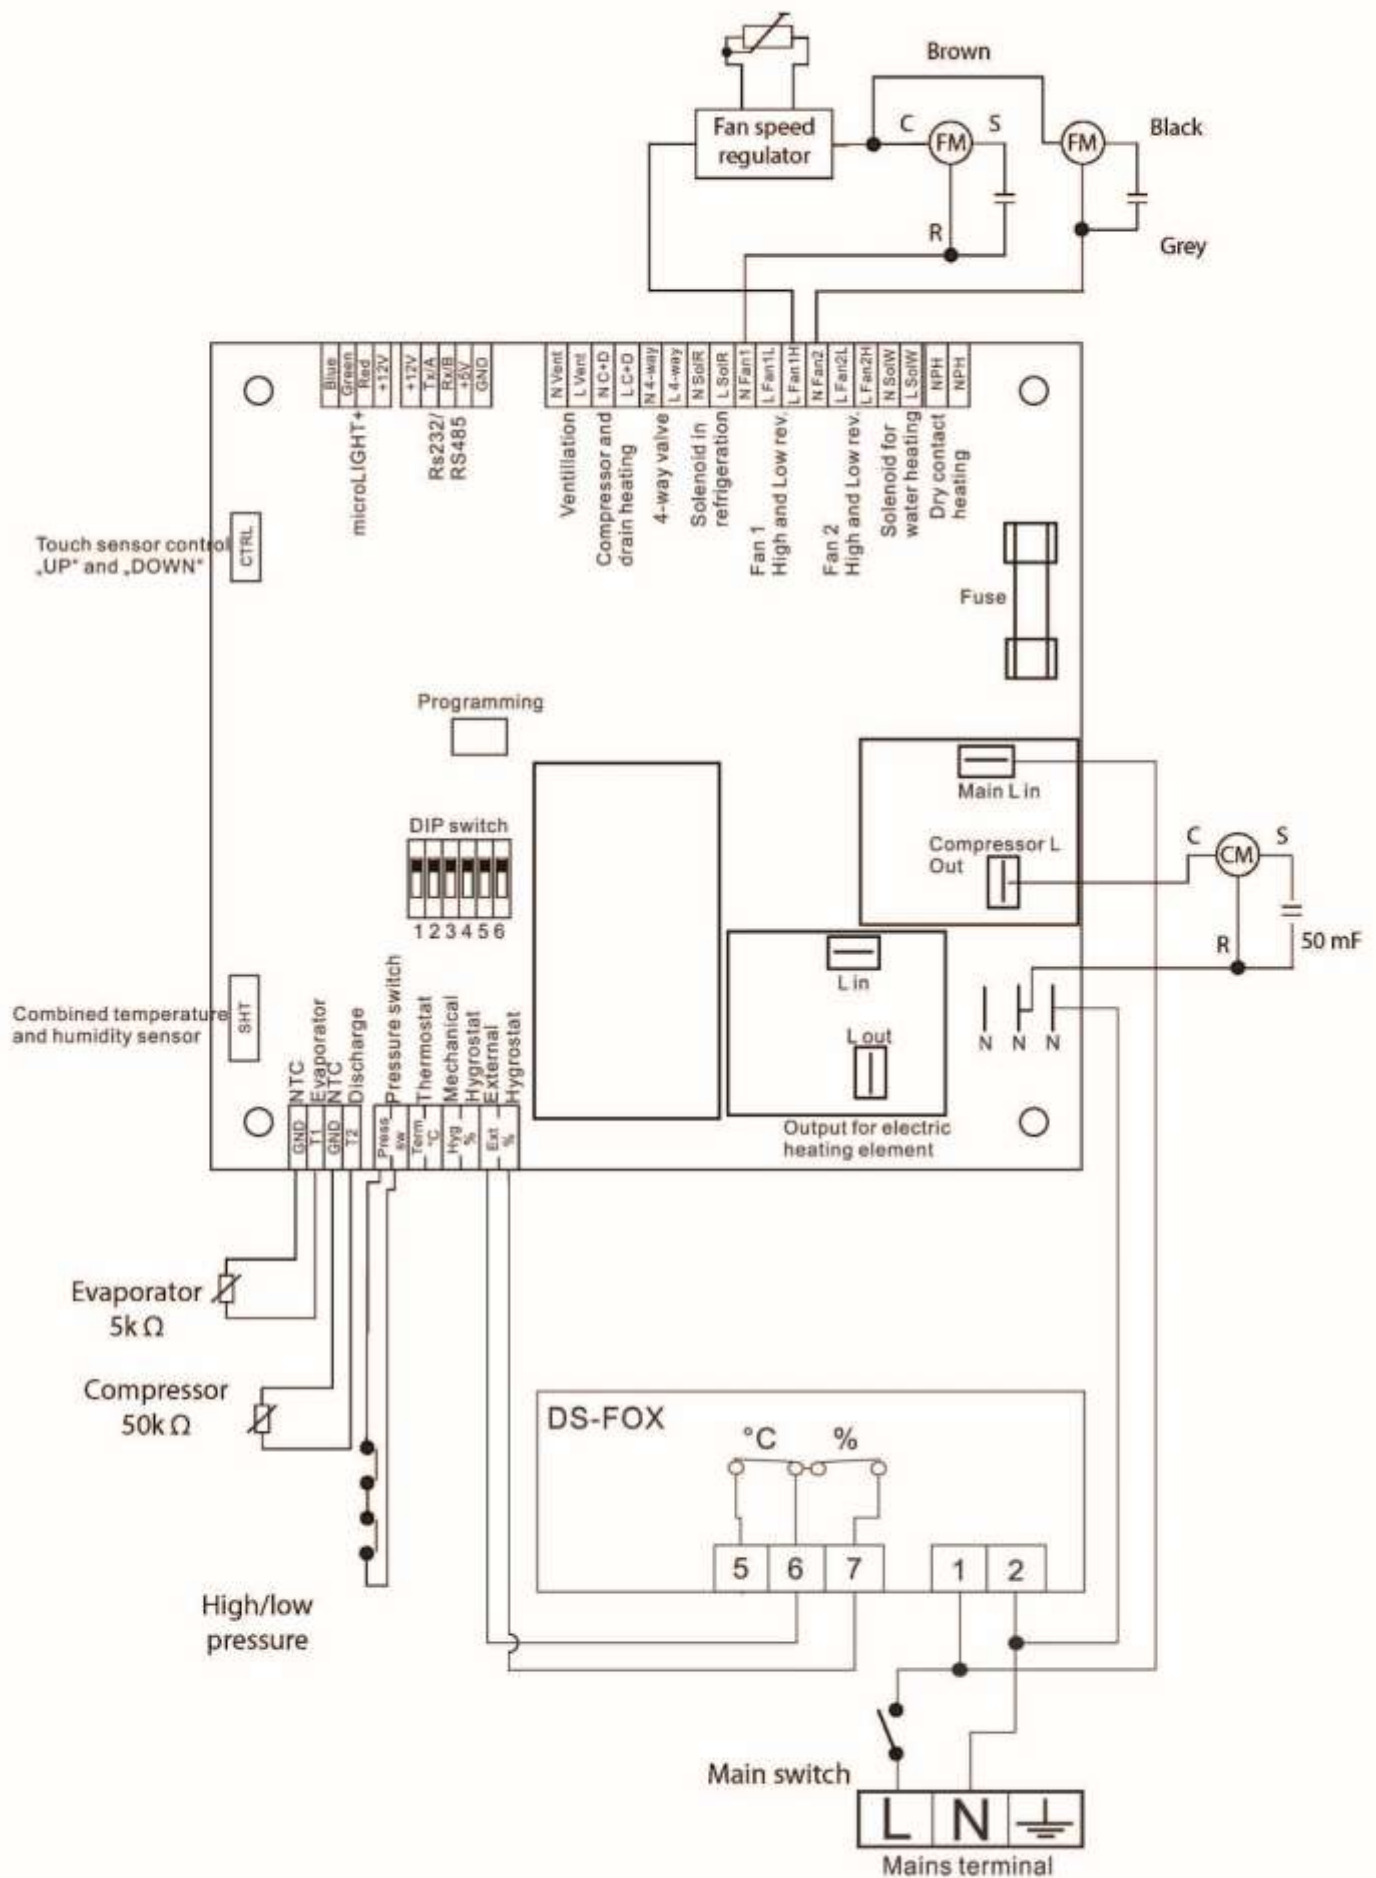 Brown
Fan speed
regulator
C
FM
S
FM
Black
R
Grey
Blue
Green
Red
+12V
+12V
Tx/A
Rx/B
+5V
GND
N Vent
L Vent
N C+D
L C+D
N 4-way
L 4-way
N SolR
L SolR
N Fan1
L Fan1L
L Fan1H
N Fan2
L Fan2L
L Fan2H
N SolW
L SolW
NPH
NPH
microLIGHT+
Rs232/
RS485
Ventillation
Compressor and
drain heating
4-way valve
Solenoid in
refrigeration
Fan 1
High and Low rev.
Fan 2
High and Low rev.
Solenoid for
water heating
Dry contact
heating
Touch sensor control
„UP“ and „DOWN“
CTRL
Fuse
Programming
DIP switch
1 2 3 4 5 6
Main L in
Compressor L
Out
C
CM
S
R
50 mF
L in
L out
N N N
Output for electric
heating element
Combined temperature
and humidity sensor
SHT
NTC
Evaporator
NTC
Discharge
Pressure switch
Thermostat
Mechanical
Hygrostat
External
Hygrostat
GND
T1
GND
T2
Press
sw
Term
°C
Hyg
%
Ext
%
Evaporator
5k Ω
Compressor
50k Ω
High/low
pressure
DS-FOX
°C %
5 6 7 1 2
Main switch
L N
Mains terminal